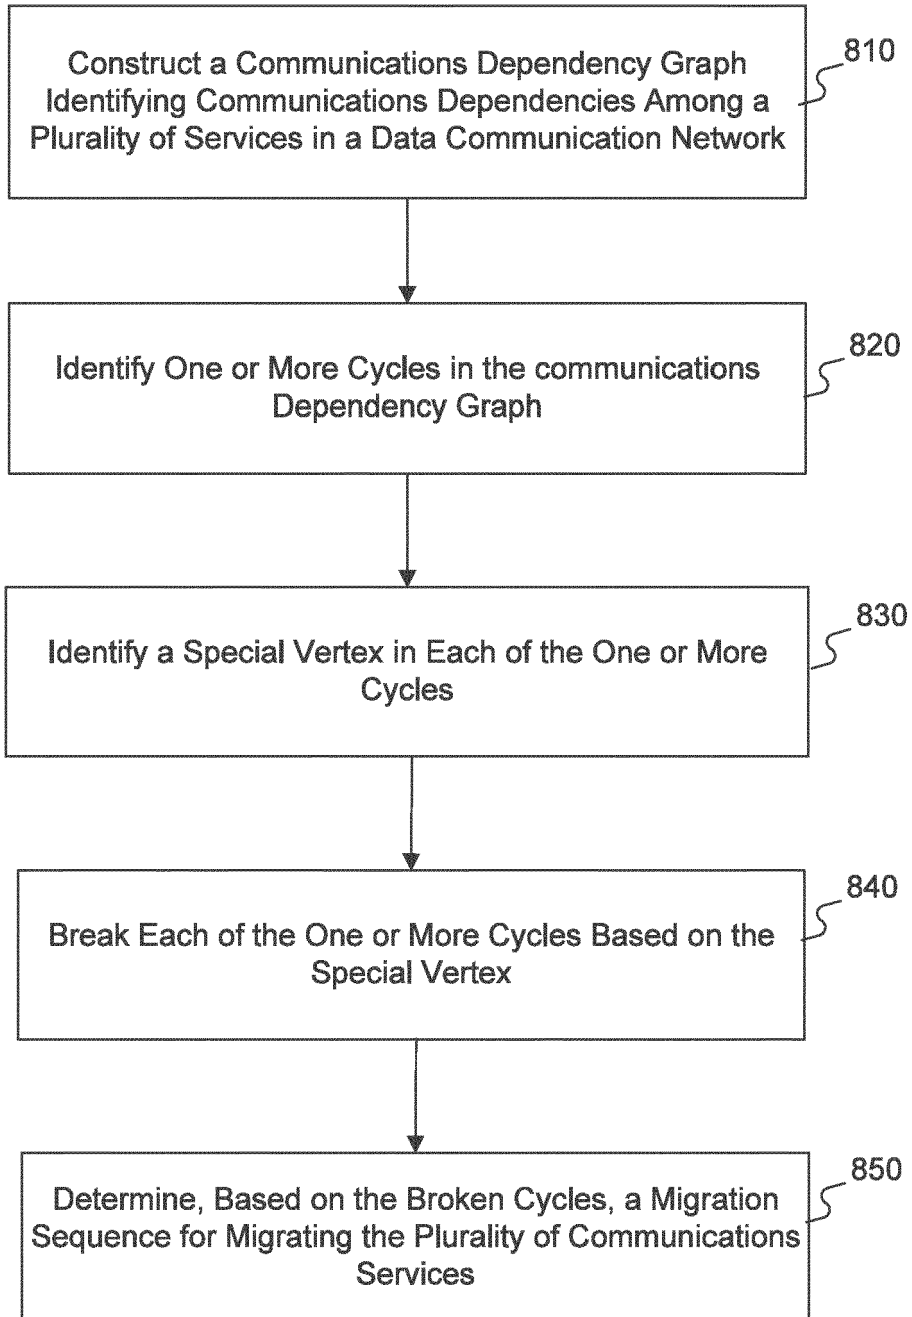 Construct a Communications Dependency Graph
Identifying Communications Dependencies Among a
Plurality of Services in a Data Communication Network
810
Identify One or More Cycles in the communications
Dependency Graph
820
Identify a Special Vertex in Each of the One or More
Cycles
830
Break Each of the One or More Cycles Based on the
Special Vertex
840
Determine, Based on the Broken Cycles, a Migration
Sequence for Migrating the Plurality of Communications
Services
850